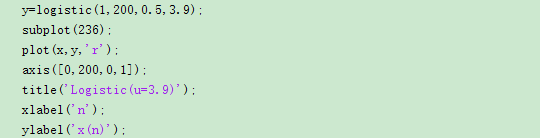 y=logistic(1,200,0.5,3.9);
subplot(236);
plot(x,y,'r');
axis([0,200,0,1]);
title('Logistic(u=3.9)');
xlabel('n');
ylabel('x(n)');